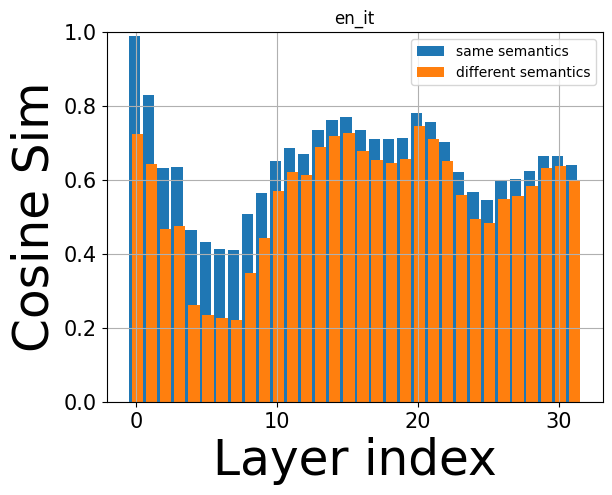 en_it
same semantics
different semantics
Cosine Sim
1.0
0.8
0.6
0.4
0.2
0.0
0 10 20 30
Layer index